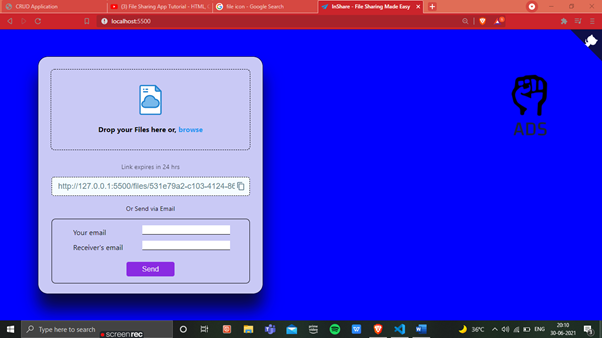 CRUD Application
(3) File Sharing App Tutorial - HTML,
file icon - Google Search
InShare - File Sharing Made Easy
localhost:5500
Drop your Files here or, browse
Link expires in 24 hrs
http://127.0.0.1:5500/files/531e79a2-c103-4124-86
Or Send via Email
Your email
Receiver's email
Send
ADS
Type here to search
screenrec
36°C
ENG
20:10
30-06-2021